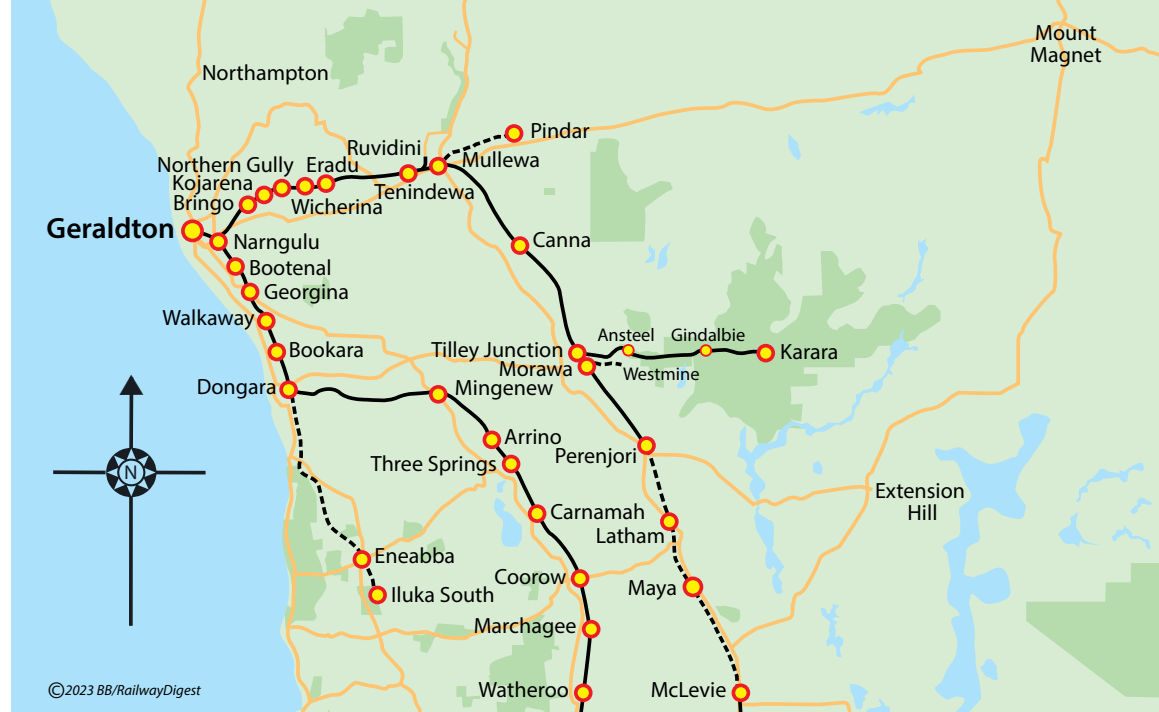 Mount
Magnet
Northampton
Pindar
Ruvidini
Mullewa
Northern Gully
Eradu
Kojarena
Tenindewa
Bringo
Wicherina
Geraldton
Narngulu
Canna
Bootenal
Georgina
Walkaway
Ansteel
Gindalbie
Bookara
Tilley Junction
Karara
Morawa
Westmine
Dongara
Mingenew
Arrino
Perenjori
Three Springs
N
Extension
Hill
Carnamah
Latham
Eneabba
Coorow
Maya
Iluka South
Marchagee
Watheroo
McLevie
©2023 BB/RailwayDigest